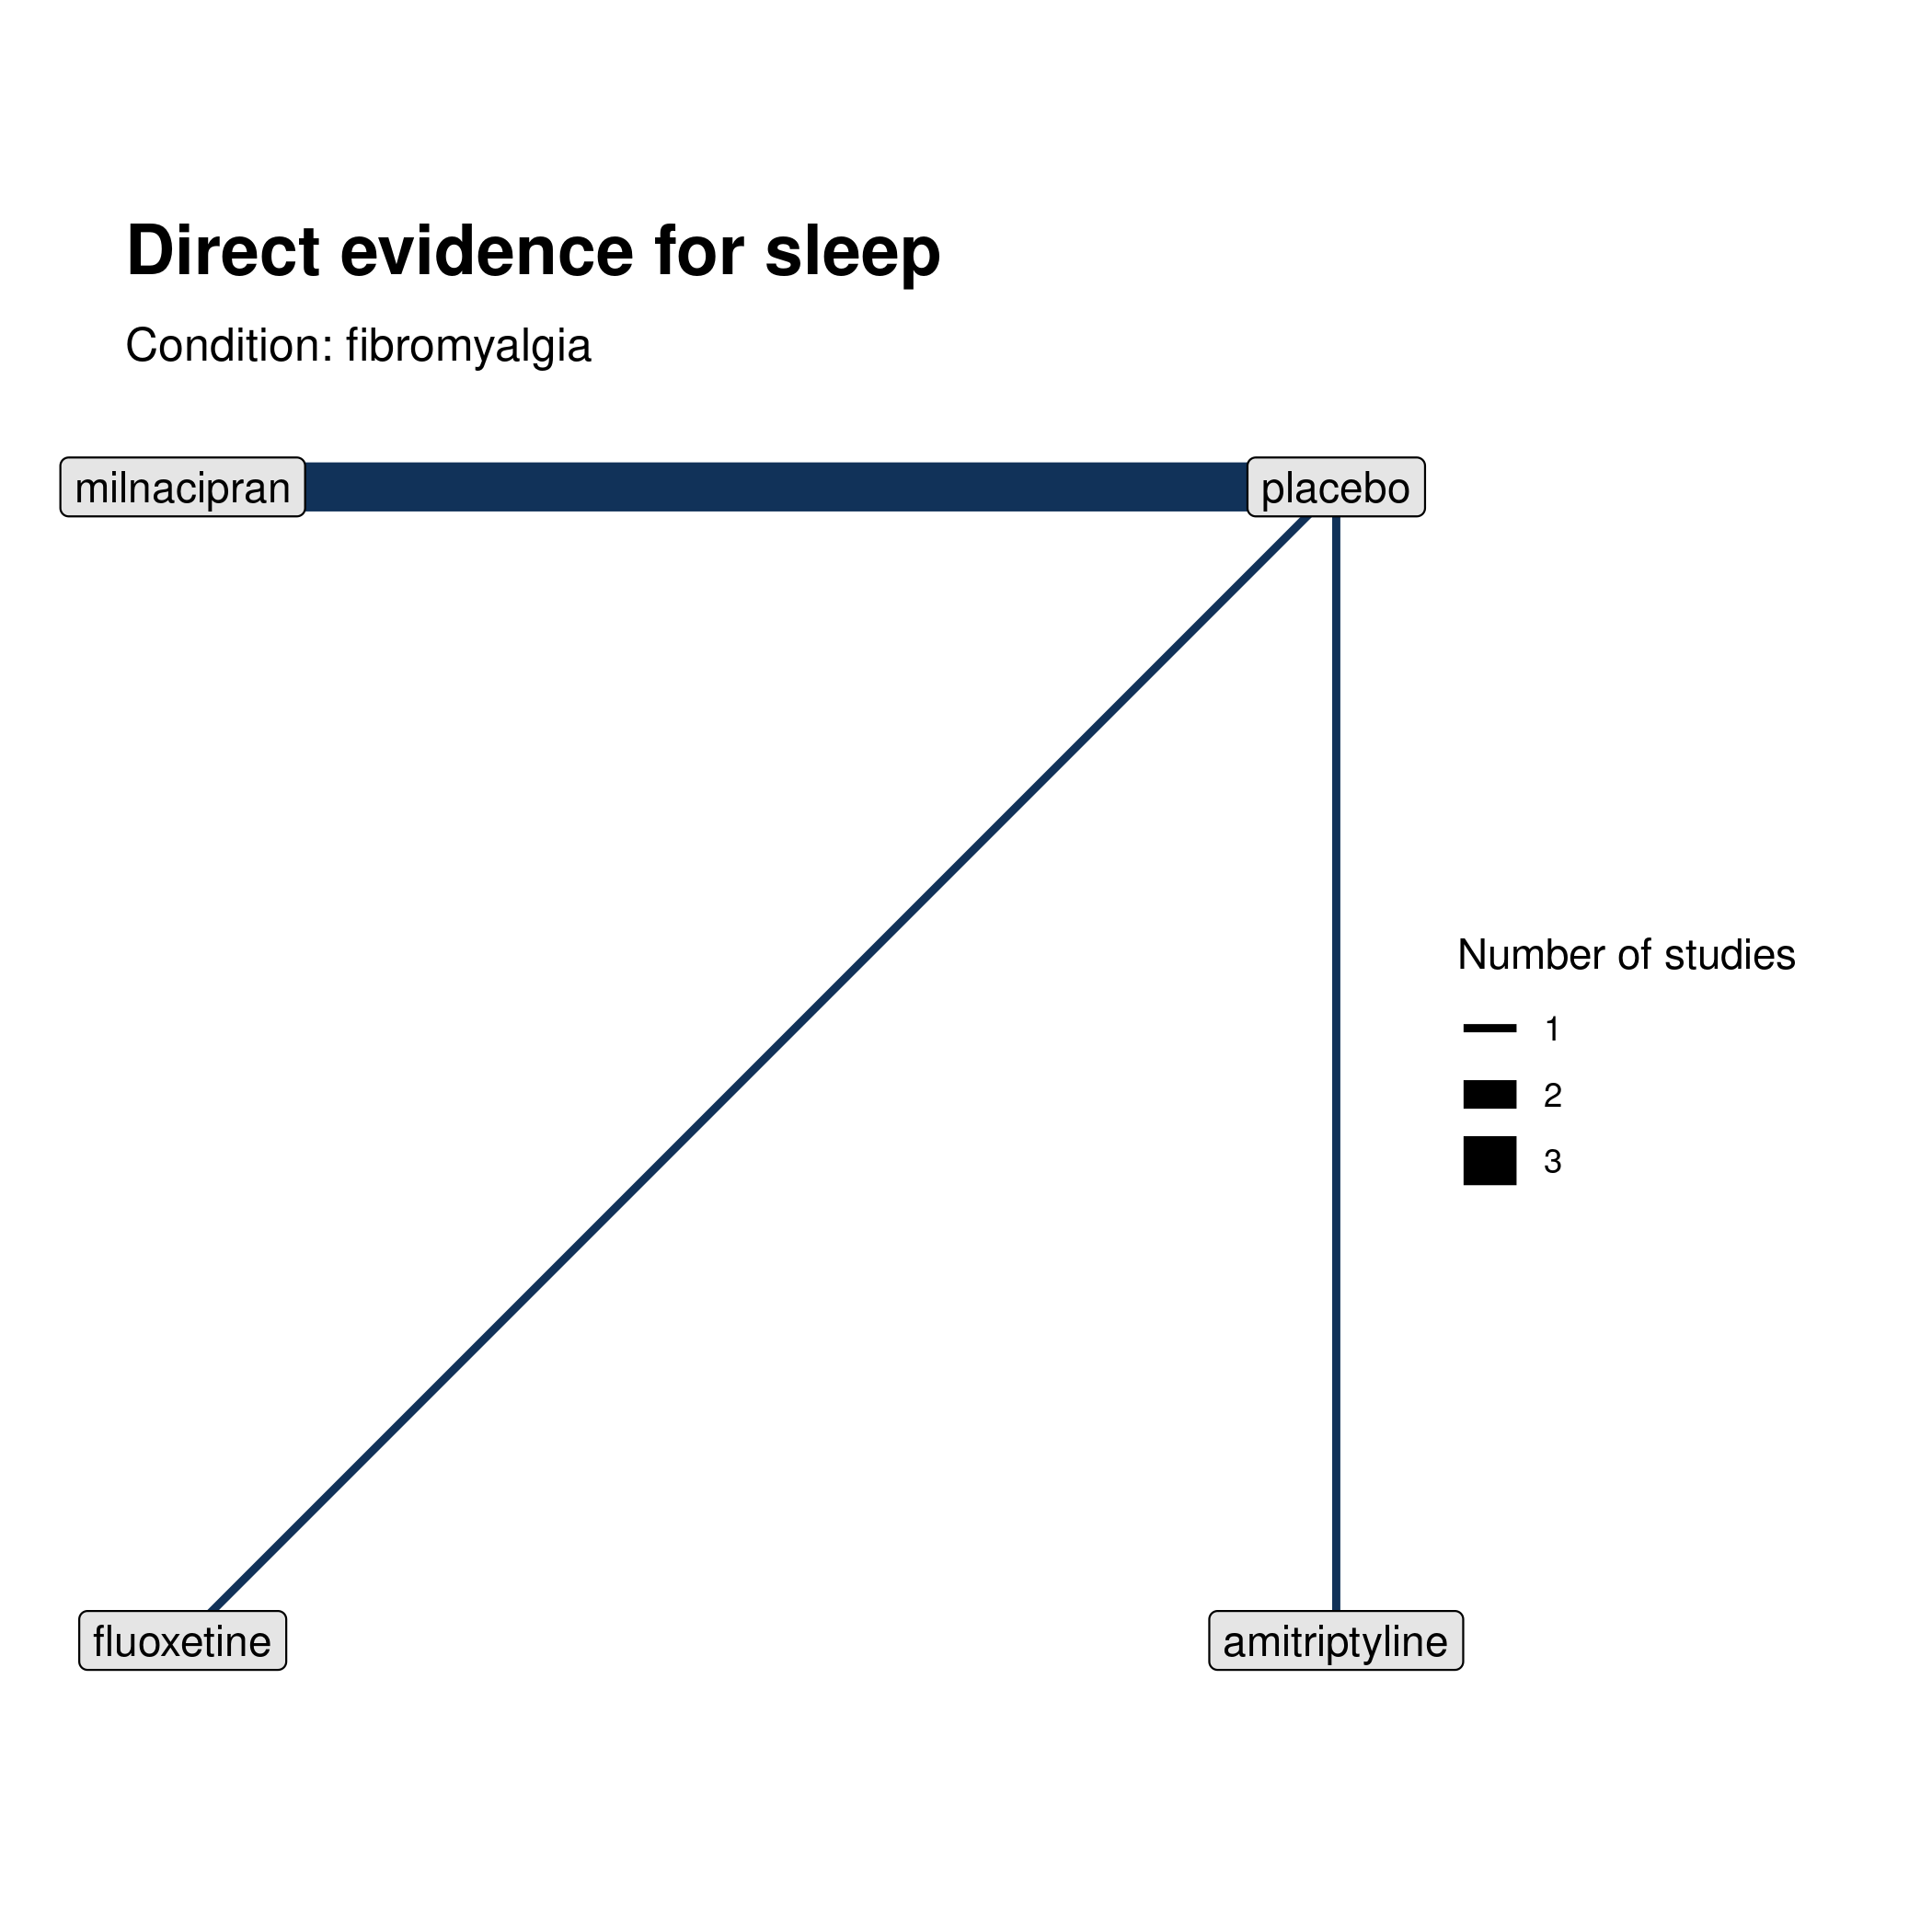 Direct evidence for sleep
Condition: fibromyalgia
milnacipran
placebo
Number of studies
1
2
3
fluoxetine
amitriptyline